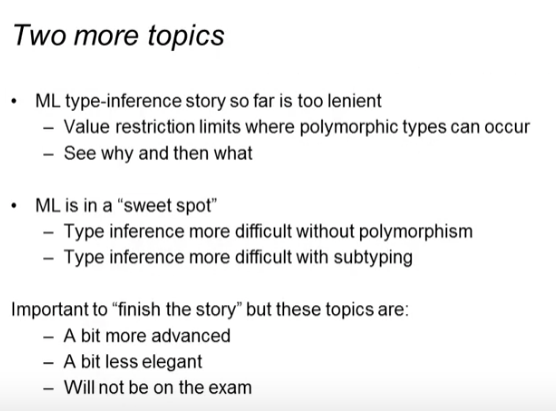 Two more topics
• ML type-inference story so far is too lenient
– Value restriction limits where polymorphic types can occur
– See why and then what
• ML is in a “sweet spot”
– Type inference more difficult without polymorphism
– Type inference more difficult with subtyping
Important to “finish the story” but these topics are:
– A bit more advanced
– A bit less elegant
– Will not be on the exam